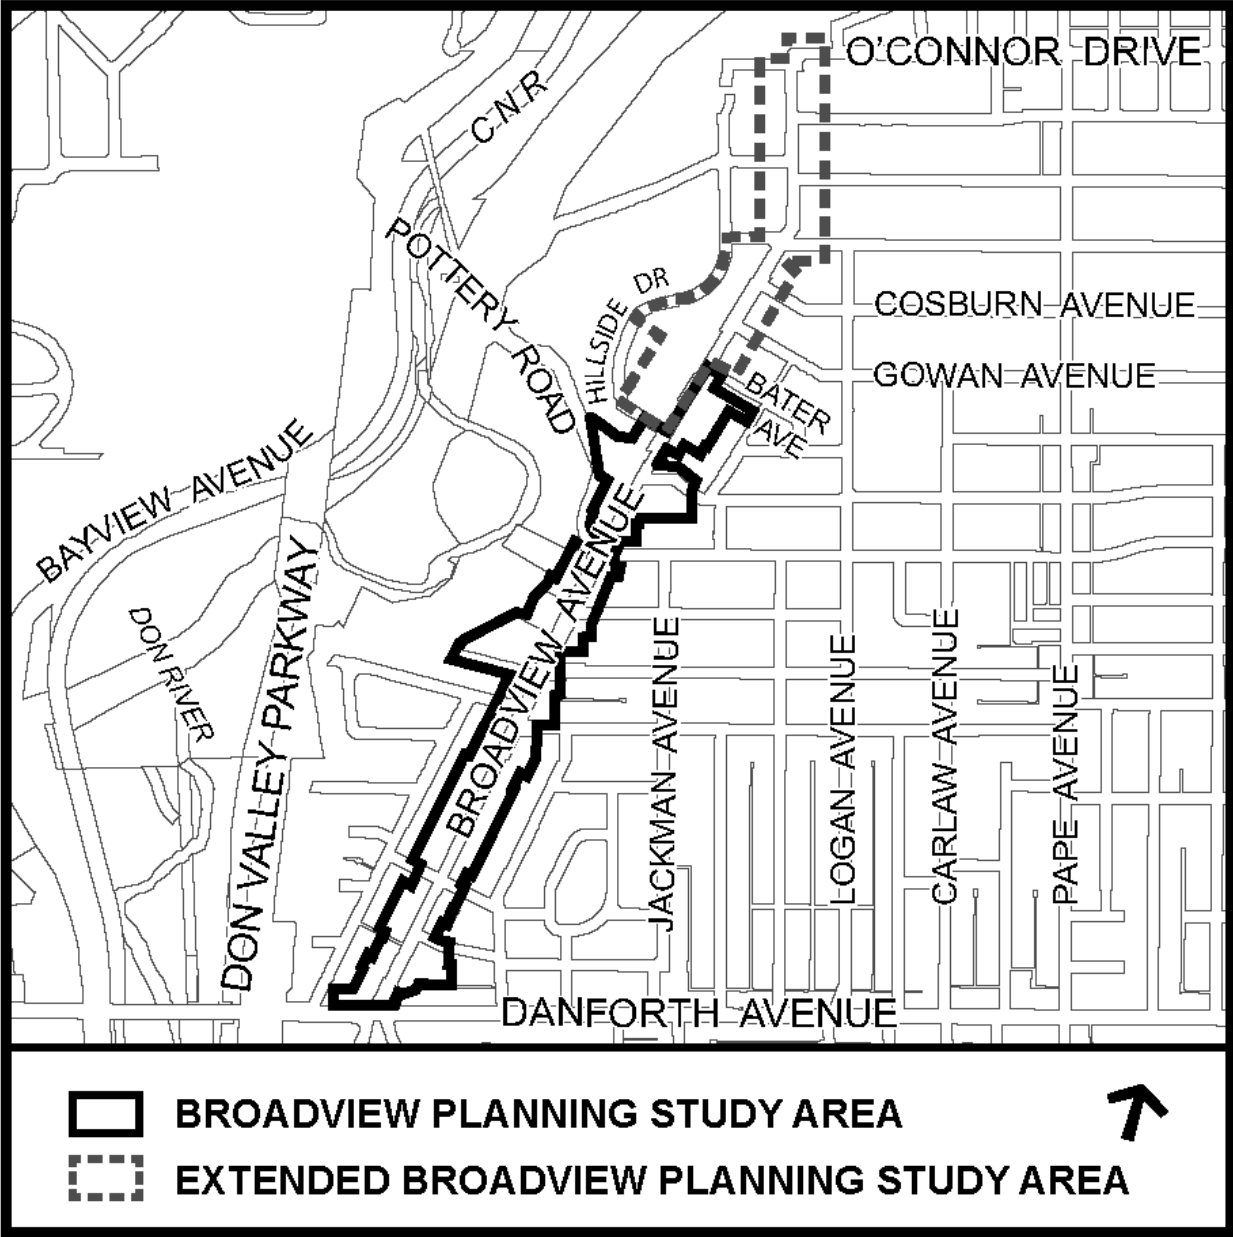 O'CONNOR DRIVE
CNR
POTTERY ROAD
HILLSIDE DR
COSBURN AVENUE
GOWAN AVENUE
BATER
AVE
BAYVIEW AVENUE
BROADVIEW AVENUE
DON RIVER
DON VALLEY PARKWAY
BROADVIEW AVENUE
JACKMAN AVENUE
LOGAN AVENUE
CARLAW AVENUE
PAPE AVENUE
DANFORTH AVENUE
BROADVIEW PLANNING STUDY AREA
EXTENDED BROADVIEW PLANNING STUDY AREA